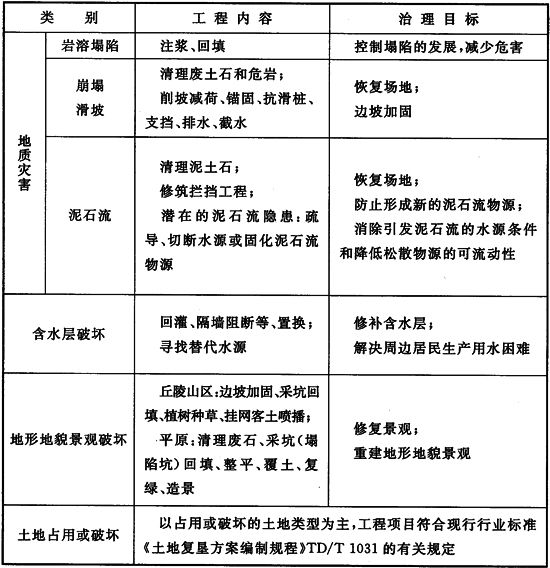 类 别 工程内容 治理目标
岩溶塌陷 注浆、回填 控制塌陷的发展,减少危害
地质灾害
崩塌
滑坡
清理废土石和危岩;
削坡减荷、锚固、抗滑桩、
支挡、排水、截水
恢复场地;
边坡加固
泥石流
清理泥土石;
修筑拦挡工程;
潜在的泥石流隐患:疏
导、切断水源或固化泥石流
物源
恢复场地;
防止形成新的泥石流物源;
消除引发泥石流的水源条件
和降低松散物源的可流动性
含水层破坏
回灌、隔墙阻断等、置换;
寻找替代水源
修补含水层;
解决周边居民生产用水困难
地形地貌景观破坏
丘陵山区:边坡加固、采坑回
填、植树种草、挂网客土喷播;
平原:清理废石、采坑(塌
陷坑)回填、整平、覆土、复
绿、造景
修复景观;
重建地形地貌景观
土地占用或破坏
以占用或破坏的土地类型为主,工程项目符合现行行业标准
《土地复垦方案编制规程》TD/T 1031的有关规定